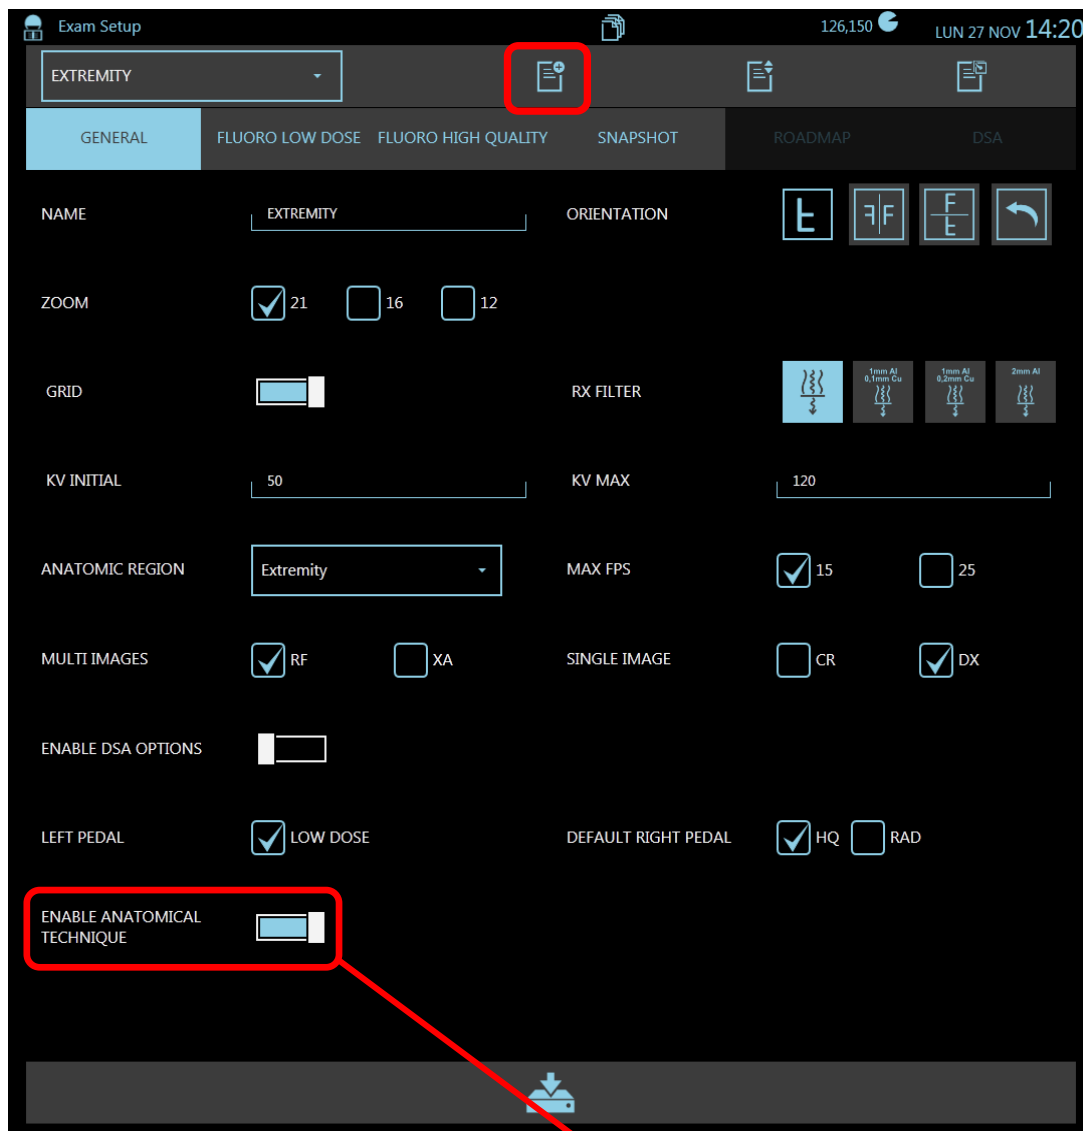 Exam Setup 126,150 LUN 27 NOV 14:20
EXTREMITY
GENERAL FLUORO LOW DOSE FLUORO HIGH QUALITY SNAPSHOT ROADMAP DSA
NAME EXTREMITY ORIENTATION
ZOOM 21 16 12
GRID RX FILTER 1mm Al 0,1mm Cu 1mm Al 0,2mm Cu 2mm Al
KV INITIAL 50 KV MAX 120
ANATOMIC REGION Extremity MAX FPS 15 25
MULTI IMAGES RF XA SINGLE IMAGE CR DX
ENABLE DSA OPTIONS
LEFT PEDAL LOW DOSE DEFAULT RIGHT PEDAL HQ RAD
ENABLE ANATOMICAL
TECHNIQUE